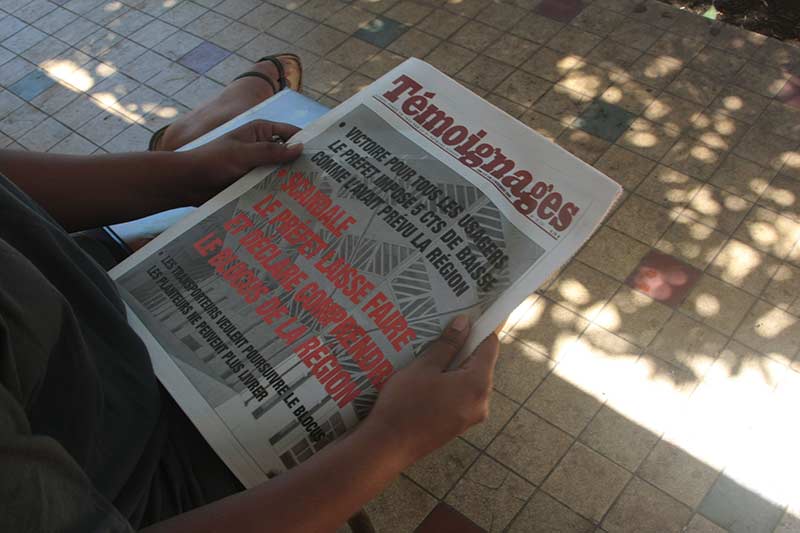 Témoignages
• VICTOIRE POUR TOUS LES USAGERS
LE PRÉFET IMPOSE 5 CTS DE BAISSE
COMME L'AVAIT PRÉVU LA RÉGION
• SCANDALE
LE PRÉFET LAISSE FAIRE
ET DÉCLARE COMPRENDRE
LE BLOCUS DE LA RÉGION
• LES TRANSPORTEURS VEULENT POURSUIVRE LE BLOCUS
LES PLANTEURS NE PEUVENT PLUS LIVRER